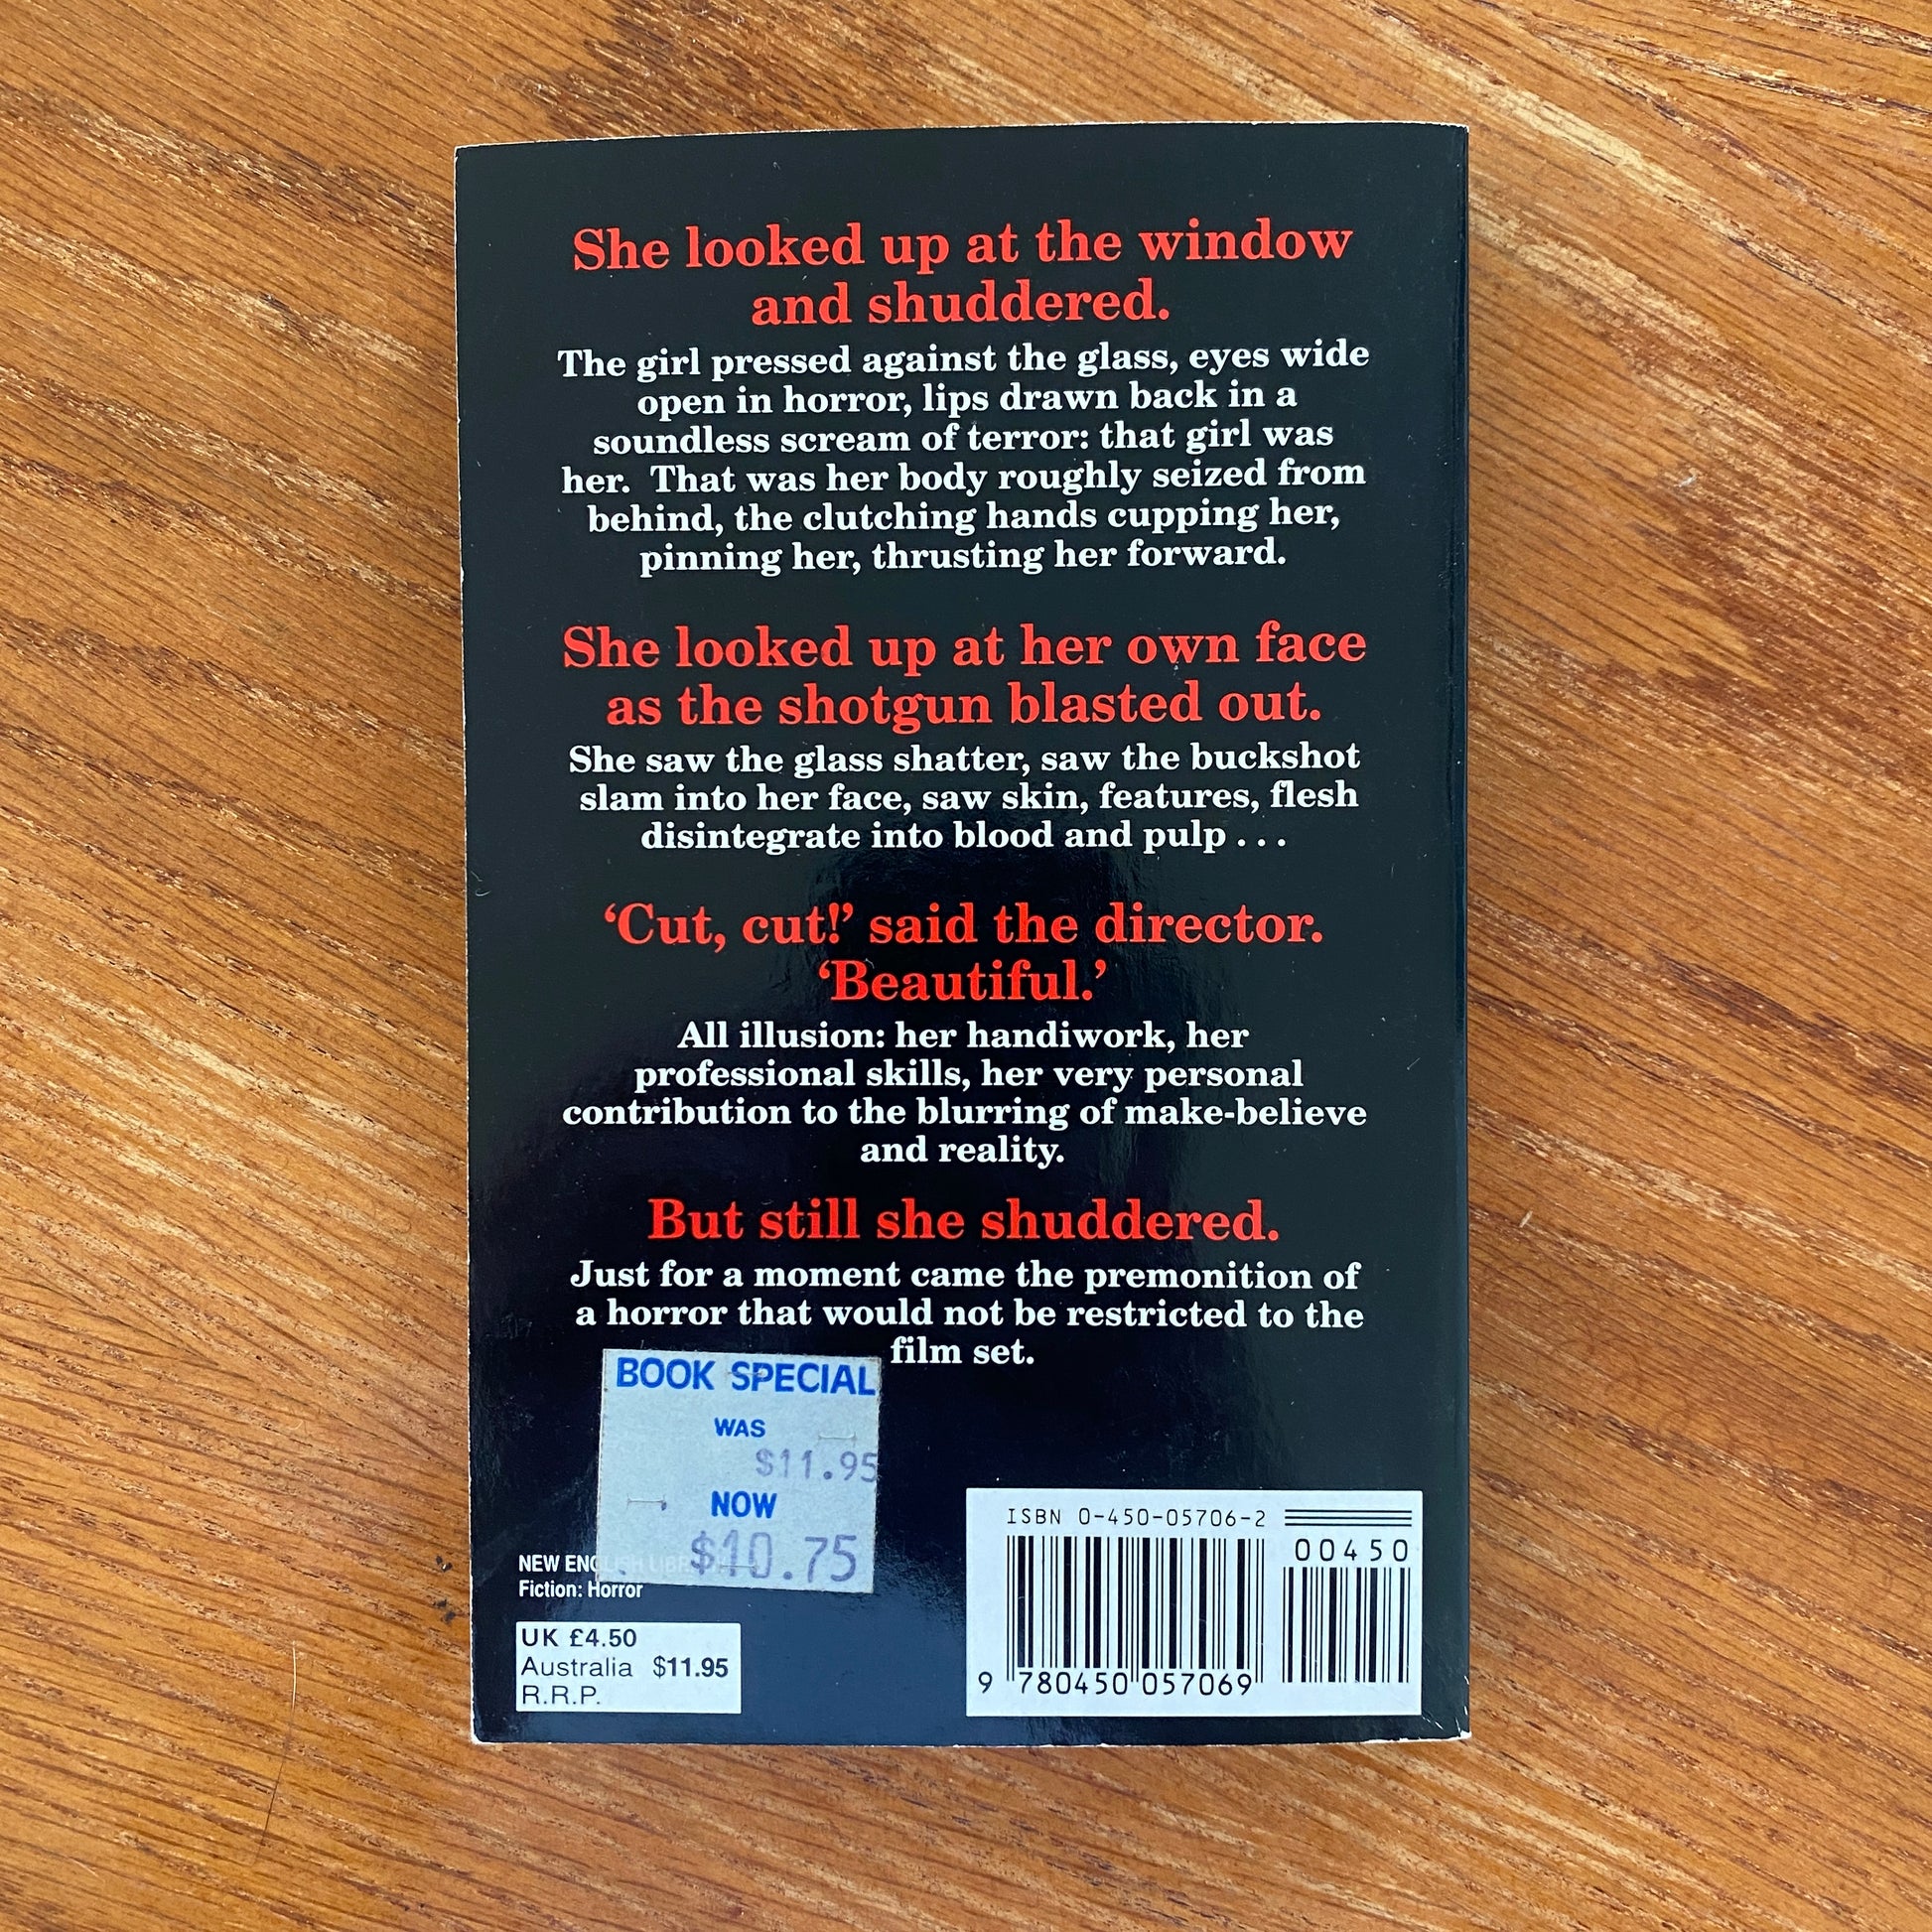 She looked up at the window
and shuddered.
The girl pressed against the glass, eyes wide
open in horror, lips drawn back in a
soundless scream of terror: that girl was
her. That was her body roughly seized from
behind, the clutching hands cupping her,
pinning her, thrusting her forward.
She looked up at her own face
as the shotgun blasted out.
She saw the glass shatter, saw the buckshot
slam into her face, saw skin, features, flesh
disintegrate into blood and pulp . . .
‘Cut, cut!’ said the director.
‘Beautiful.’
All illusion: her handiwork, her
professional skills, her very personal
contribution to the blurring of make-believe
and reality.
But still she shuddered.
Just for a moment came the premonition of
a horror that would not be restricted to the
film set.
BOOK SPECIAL
WAS
$11.95
NOW
$10.75
NEW ENGLISH
Fiction: Horror
UK £4.50
Australia $11.95
R.R.P.
ISBN 0-450-05706-2
00450
9 780450 057069